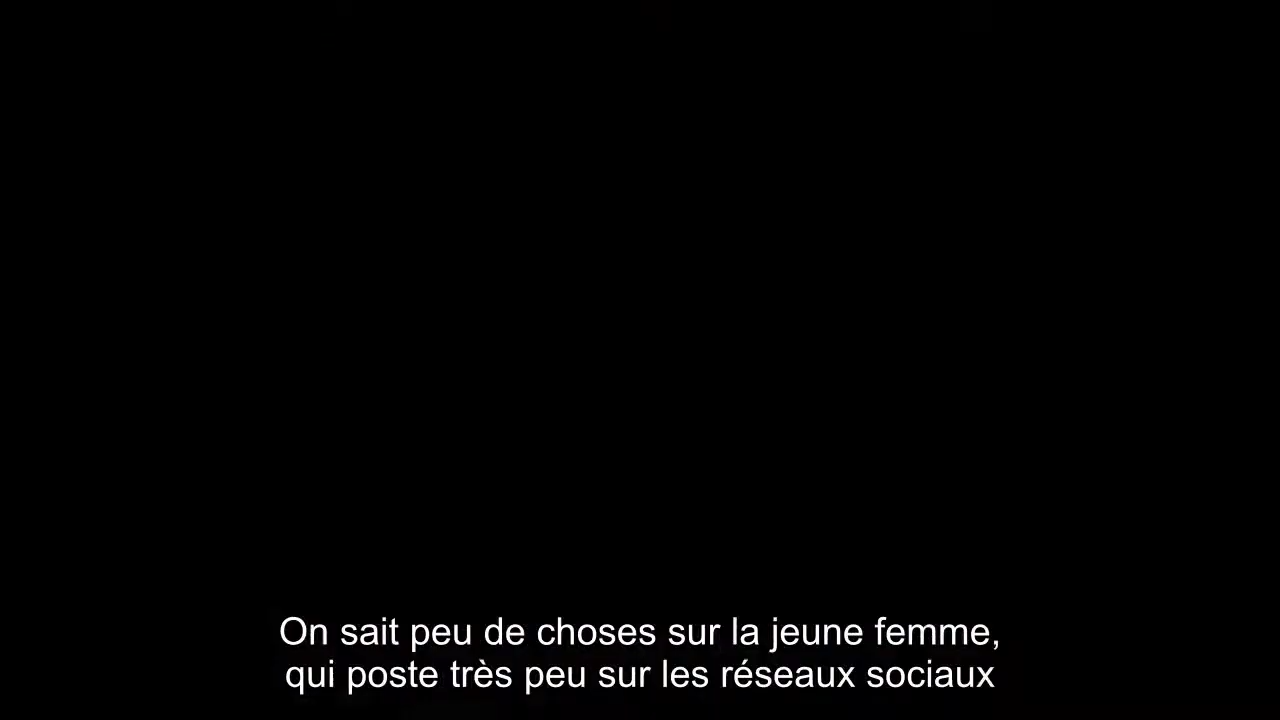 On sait peu de choses sur la jeune femme,
qui poste très peu sur les réseaux sociaux